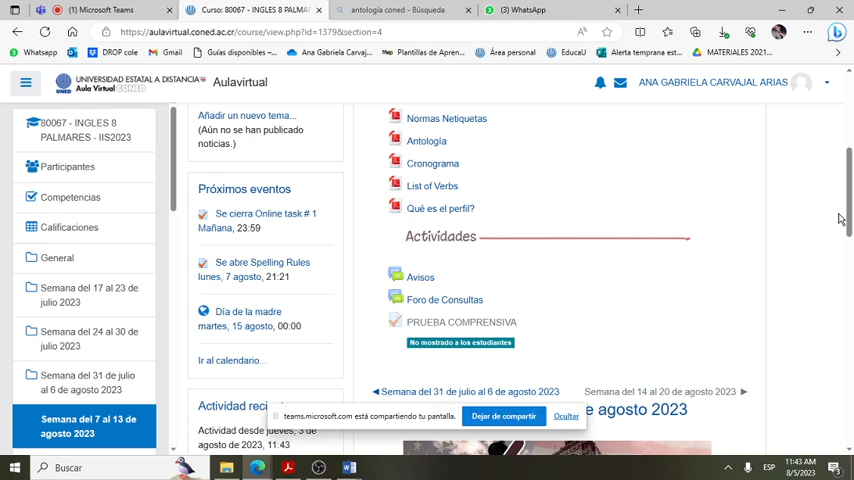 (1) Microsoft Teams
Curso: 80067 - INGLES 8 PALMAR
antología coned - Búsqueda
(3) WhatsApp
https://aulavirtual.coned.ac.cr/course/view.php?id=1379&section=4
Whatsapp
DROP cole
Gmail
Guías disponibles –...
Ana Gabriela Carvaj...
Plantillas de Apren...
Área personal
EducaU
Alerta temprana est...
MATERIALES 2021...
UNIVERSIDAD ESTATAL A DISTANCIA
Aula Virtual CONED
Aulavirtual
ANA GABRIELA CARVAJAL ARIAS
80067 - INGLES 8
PALMARES - IIS2023
Participantes
Competencias
Calificaciones
General
Semana del 17 al 23 de
julio 2023
Semana del 24 al 30 de
julio 2023
Semana del 31 de julio
al 6 de agosto 2023
Semana del 7 al 13 de
agosto 2023
Añadir un nuevo tema...
(Aún no se han publicado
noticias.)
Próximos eventos
Se cierra Online task # 1
Mañana, 23:59
Se abre Spelling Rules
lunes, 7 agosto, 21:21
Día de la madre
martes, 15 agosto, 00:00
Ir al calendario...
Actividad reci
Actividad desde jueves, 3 de
agosto de 2023, 11:43
Normas Netiquetas
Antología
Cronograma
List of Verbs
Qué es el perfil?
Actividades
Avisos
Foro de Consultas
PRUEBA COMPRENSIVA
No mostrado a los estudiantes
◀ Semana del 31 de julio al 6 de agosto 2023
Semana del 14 al 20 de agosto 2023 ▶
e agosto 2023
teams.microsoft.com está compartiendo tu pantalla.
Dejar de compartir
Ocultar
Buscar
ESP
11:43 AM
8/5/2023
3